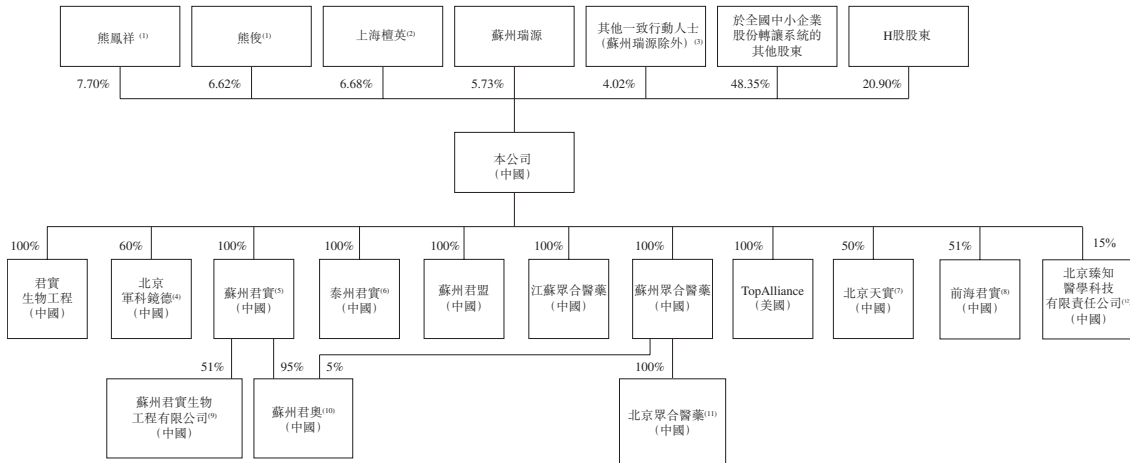 熊鳳祥(1)
熊俊(1)
上海檀英(2)
蘇州瑞源
其他一致行動人士
(蘇州瑞源除外)(3)
於全國中小企業
股份轉讓系統的
其他股東
H股股東
7.70%
6.62%
6.68%
5.73%
4.02%
48.35%
20.90%
本公司
(中國)
100%
60%
100%
100%
100%
100%
100%
100%
50%
51%
15%
君實
生物工程
(中國)
北京
軍科鏡德(4)
(中國)
蘇州君實(5)
(中國)
泰州君實(6)
(中國)
蘇州君盟
(中國)
江蘇眾合醫藥
(中國)
蘇州眾合醫藥
(中國)
TopAlliance
(美國)
北京天實(7)
(中國)
前海君實(8)
(中國)
北京臻知
醫學科技
有限責任公司(12)
(中國)
51%
95%
5%
100%
蘇州君實生物
工程有限公司(9)
(中國)
蘇州君奧(10)
(中國)
北京眾合醫藥(11)
(中國)